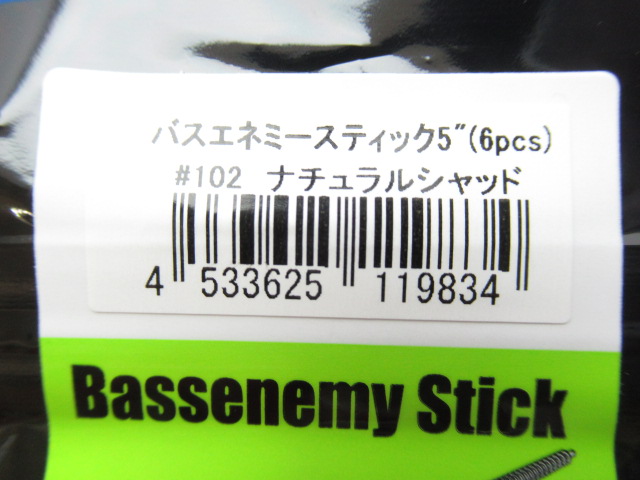 バスエネミースティック5"(6pcs)
#102 ナチュラルシャッド
4 533625 119834
Bassenemy Stick